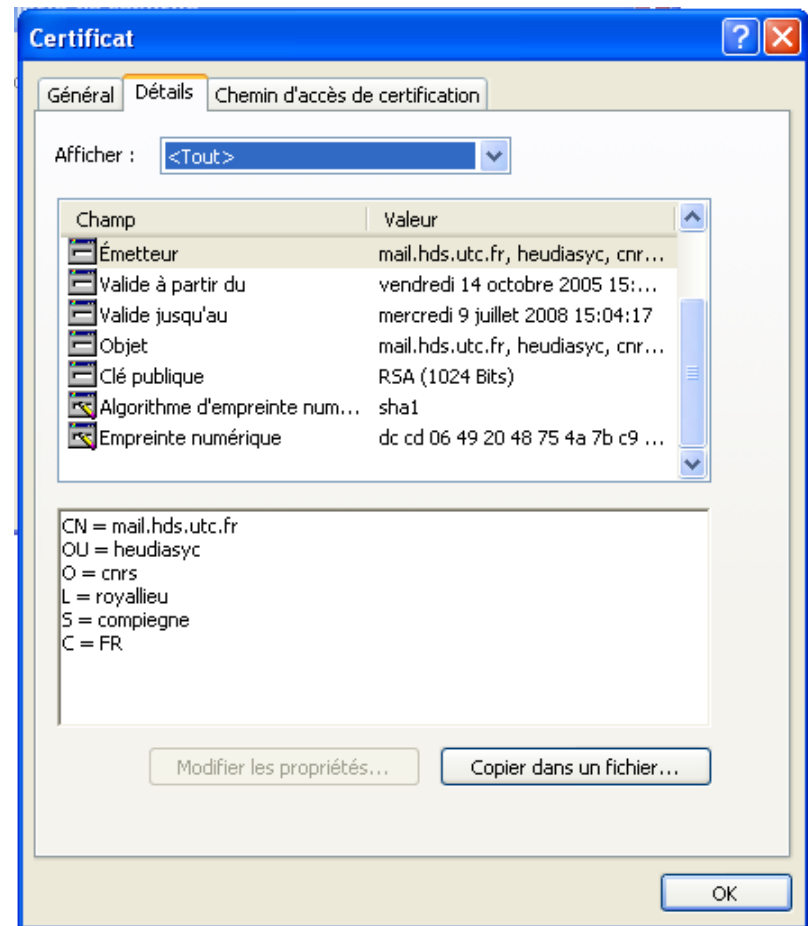 Certificat
Général Détails Chemin d'accès de certification
Afficher : <Tout>
Champ Valeur
Émetteur mail.hds.utc.fr, heudiasyc, cnr...
Valide à partir du vendredi 14 octobre 2005 15:...
Valide jusqu'au mercredi 9 juillet 2008 15:04:17
Objet mail.hds.utc.fr, heudiasyc, cnr...
Clé publique RSA (1024 Bits)
Algorithme d'empreinte num... sha1
Empreinte numérique dc cd 06 49 20 48 75 4a 7b c9 ...
CN = mail.hds.utc.fr
OU = heudiasyc
O = cnrs
L = royallieu
S = compiegne
C = FR
Modifier les propriétés... Copier dans un fichier...
OK